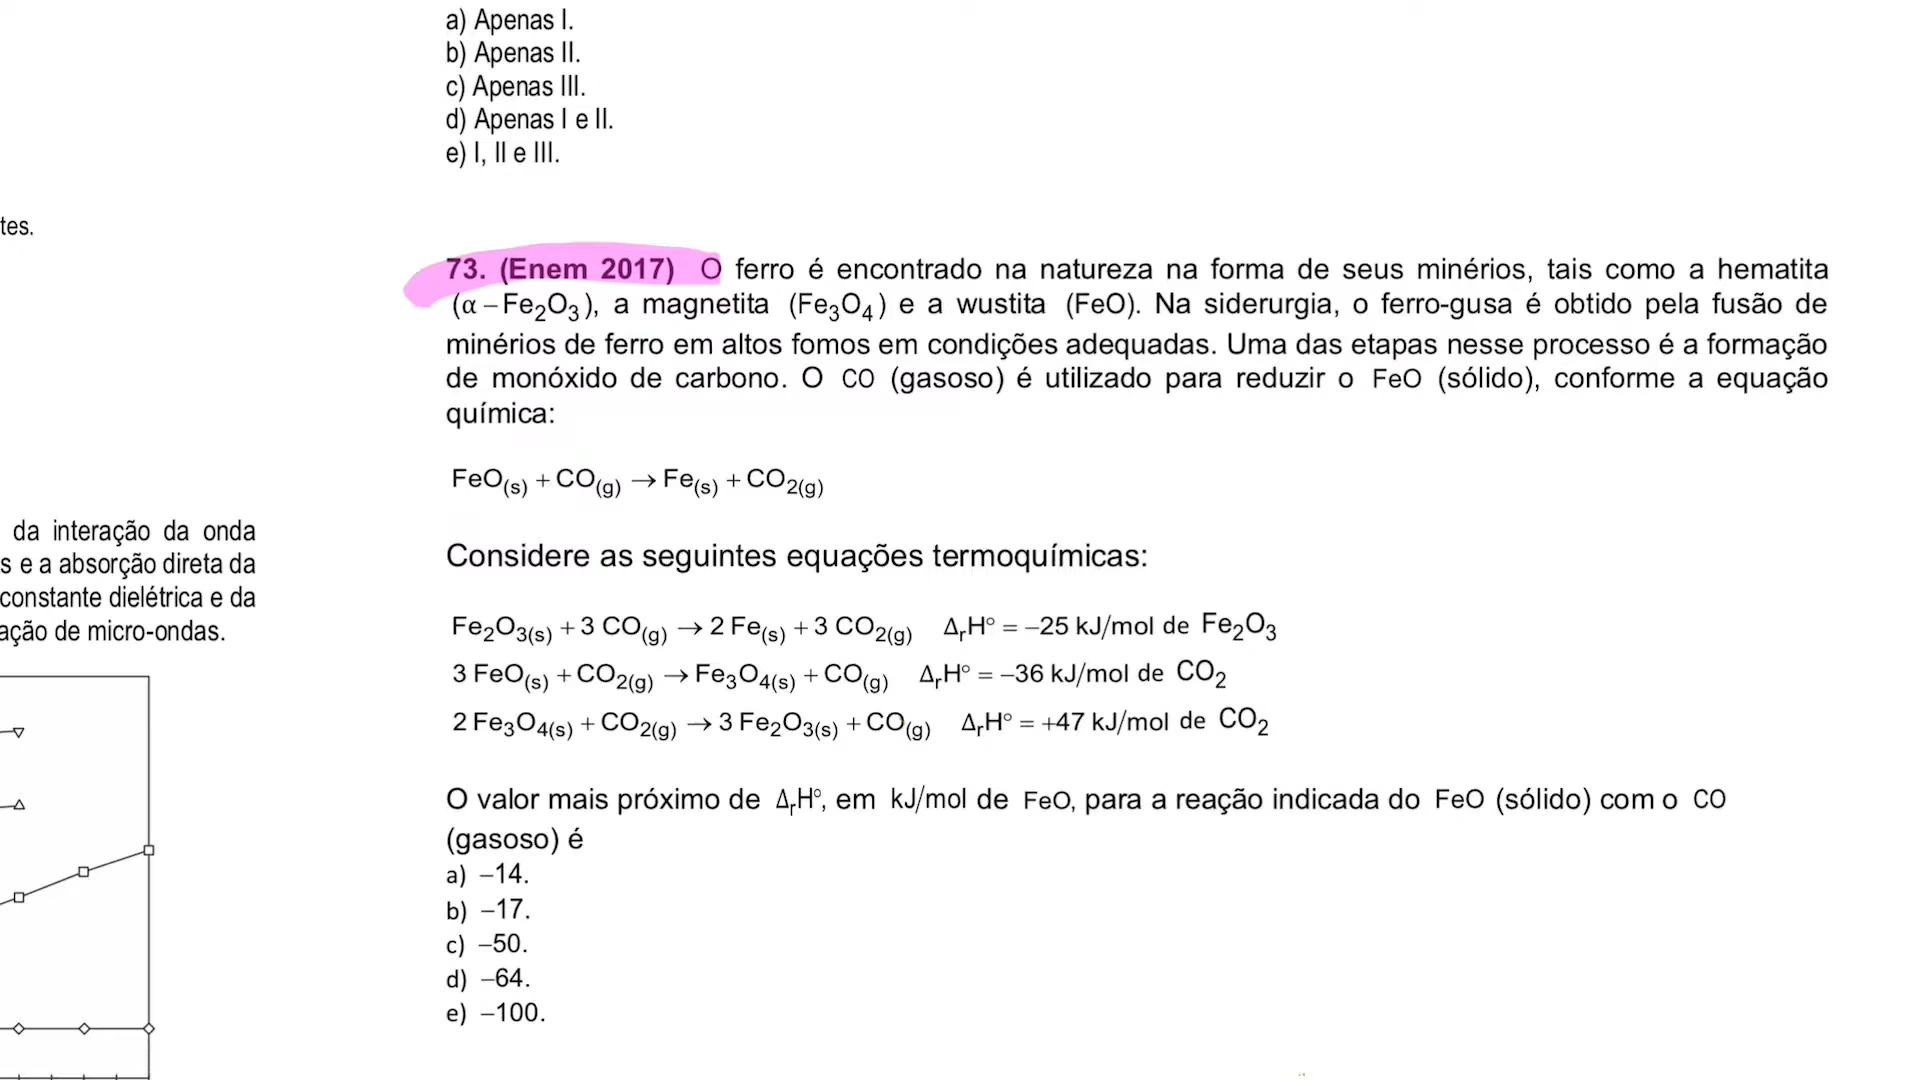 a) Apenas I.
b) Apenas II.
c) Apenas III.
d) Apenas I e II.
e) I, II e III.
tes.
da interação da onda
s e a absorção direta da
constante dielétrica e da
ação de micro-ondas.
73. (Enem 2017) O ferro é encontrado na natureza na forma de seus minérios, tais como a hematita
(α – Fe₂O₃), a magnetita (Fe₃O₄) e a wustita (FeO). Na siderurgia, o ferro-gusa é obtido pela fusão de
minérios de ferro em altos fornos em condições adequadas. Uma das etapas nesse processo é a formação
de monóxido de carbono. O CO (gasoso) é utilizado para reduzir o FeO (sólido), conforme a equação
química:
FeO(s) + CO(g) → Fe(s) + CO₂(g)
Considere as seguintes equações termoquímicas:
Fe₂O₃(s) + 3 CO(g) → 2 Fe(s) + 3 CO₂(g) ΔᵣH° = –25 kJ/mol de Fe₂O₃
3 FeO(s) + CO₂(g) → Fe₃O₄(s) + CO(g) ΔᵣH° = –36 kJ/mol de CO₂
2 Fe₃O₄(s) + CO₂(g) → 3 Fe₂O₃(s) + CO(g) ΔᵣH° = +47 kJ/mol de CO₂
O valor mais próximo de ΔᵣH°, em kJ/mol de FeO, para a reação indicada do FeO (sólido) com o CO
(gasoso) é
a) –14.
b) –17.
c) –50.
d) –64.
e) –100.